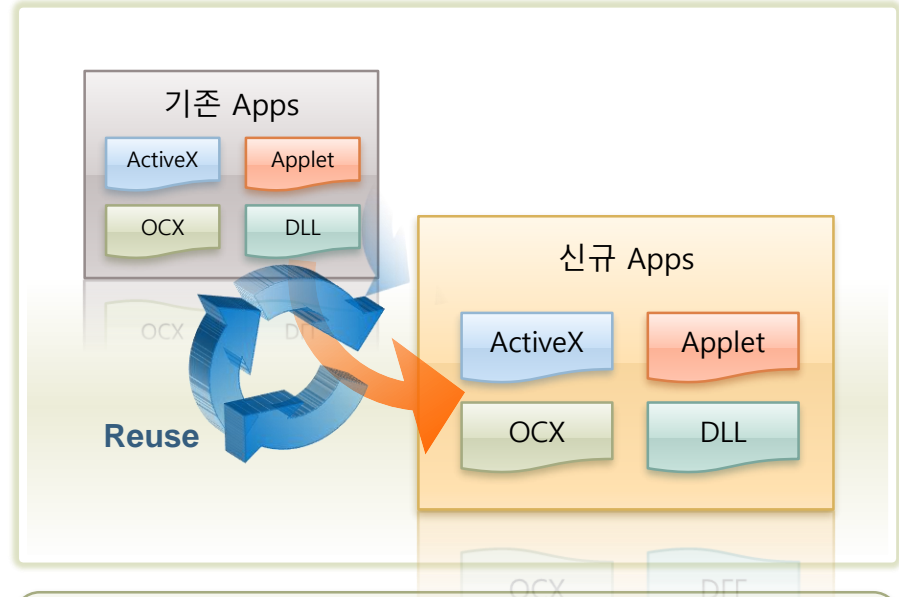 기존 Apps
ActiveX Applet
OCX DLL
신규 Apps
ActiveX Applet
OCX DLL
Reuse